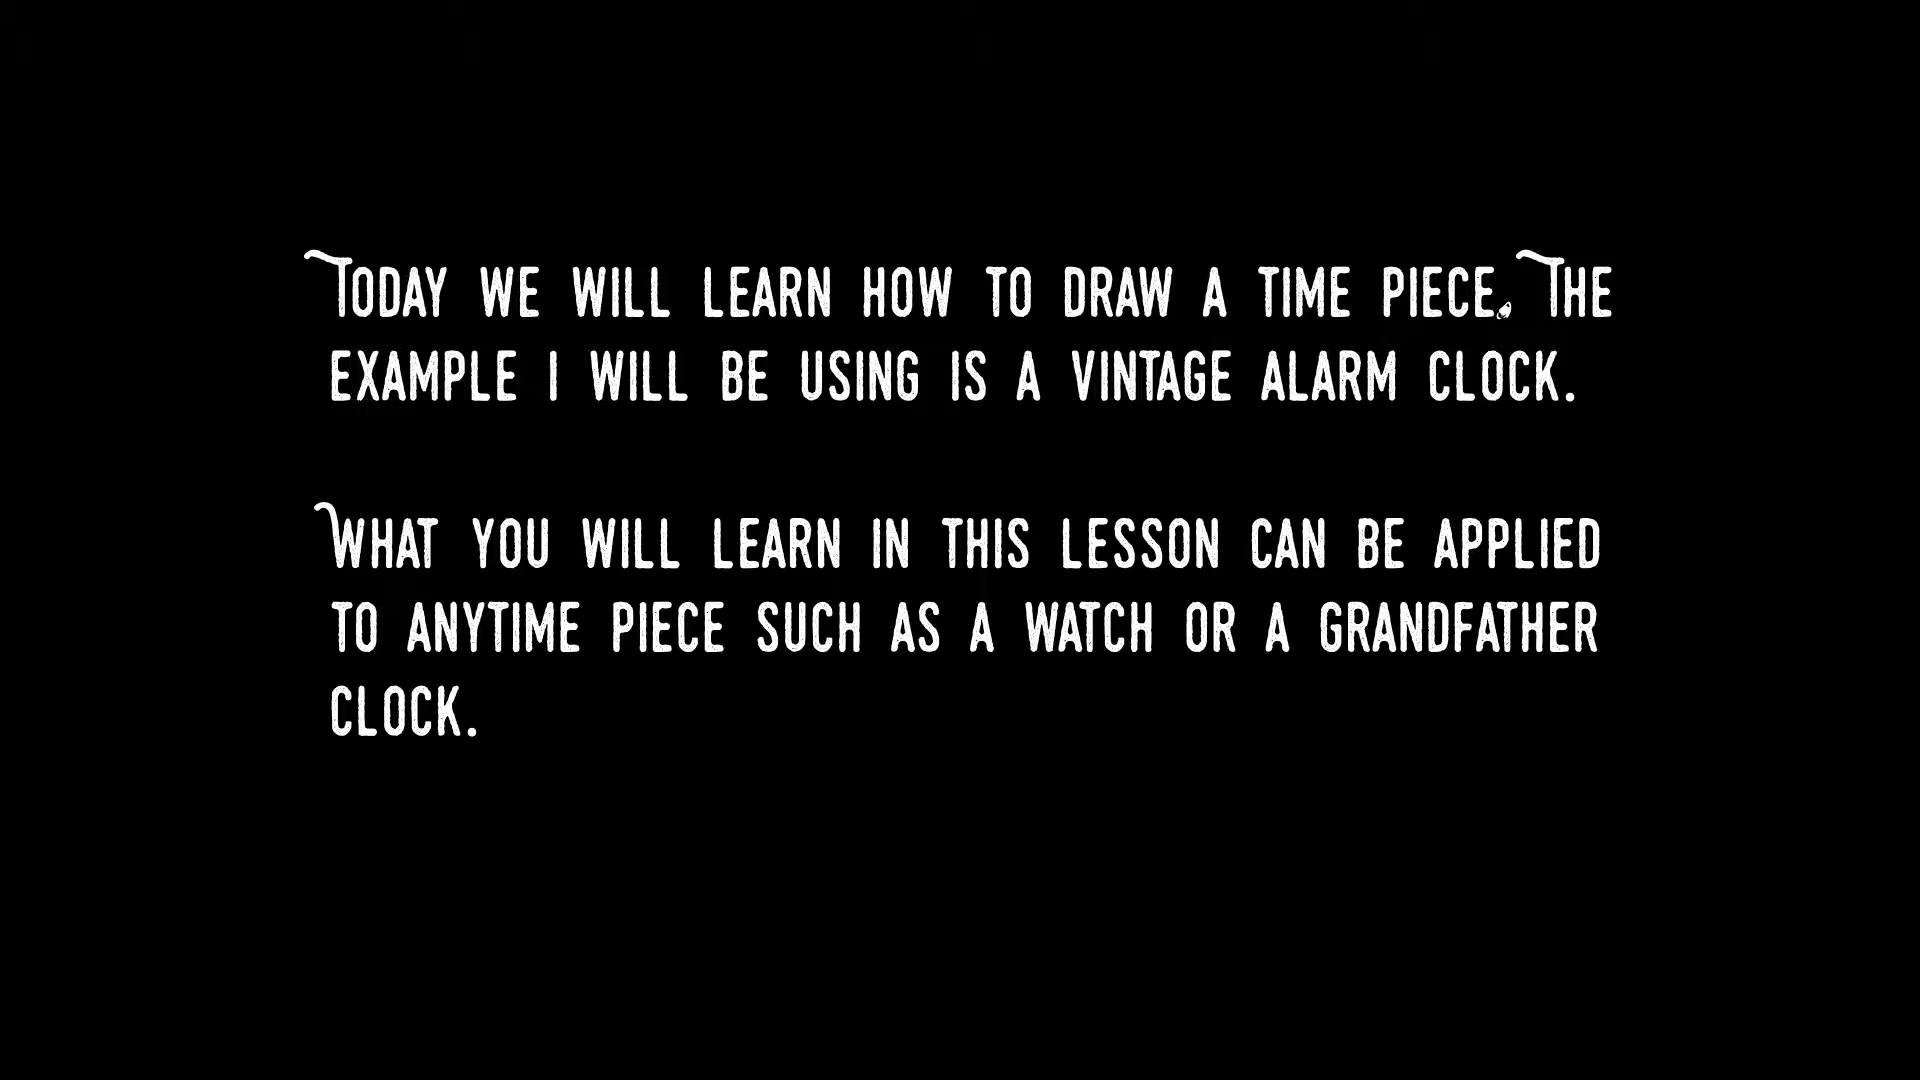 Today we will learn how to draw a time piece. The
example I will be using is a vintage alarm clock.
What you will learn in this lesson can be applied
to anytime piece such as a watch or a grandfather
clock.